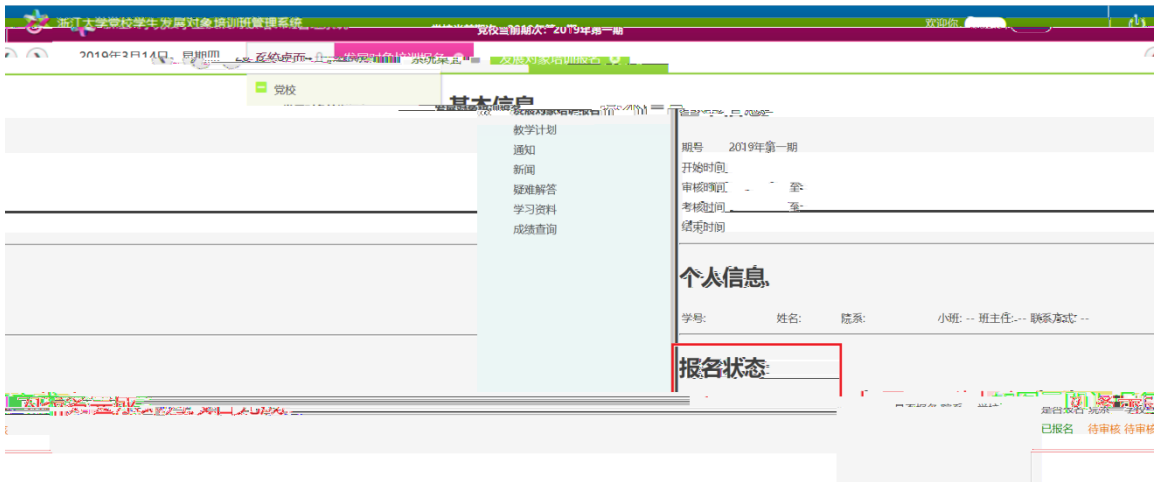 浙江大学党校学生发展对象培训班管理系统
欢迎你,
党校当前期次：2019年第一期
2019年3月14日，星期四
系统桌面
发展对象培训报名
党校
基本信息
发展对象培训报名
教学计划
通知
新闻
疑难解答
学习资料
成绩查询
期号 2019年第一期
开始时间
审核时间 至
考核时间 至
结束时间
个人信息
学号: 姓名: 院系: 小班: -- 班主任: -- 联系方式: --
报名状态
是否报名 院系
已报名 待审核 待审核